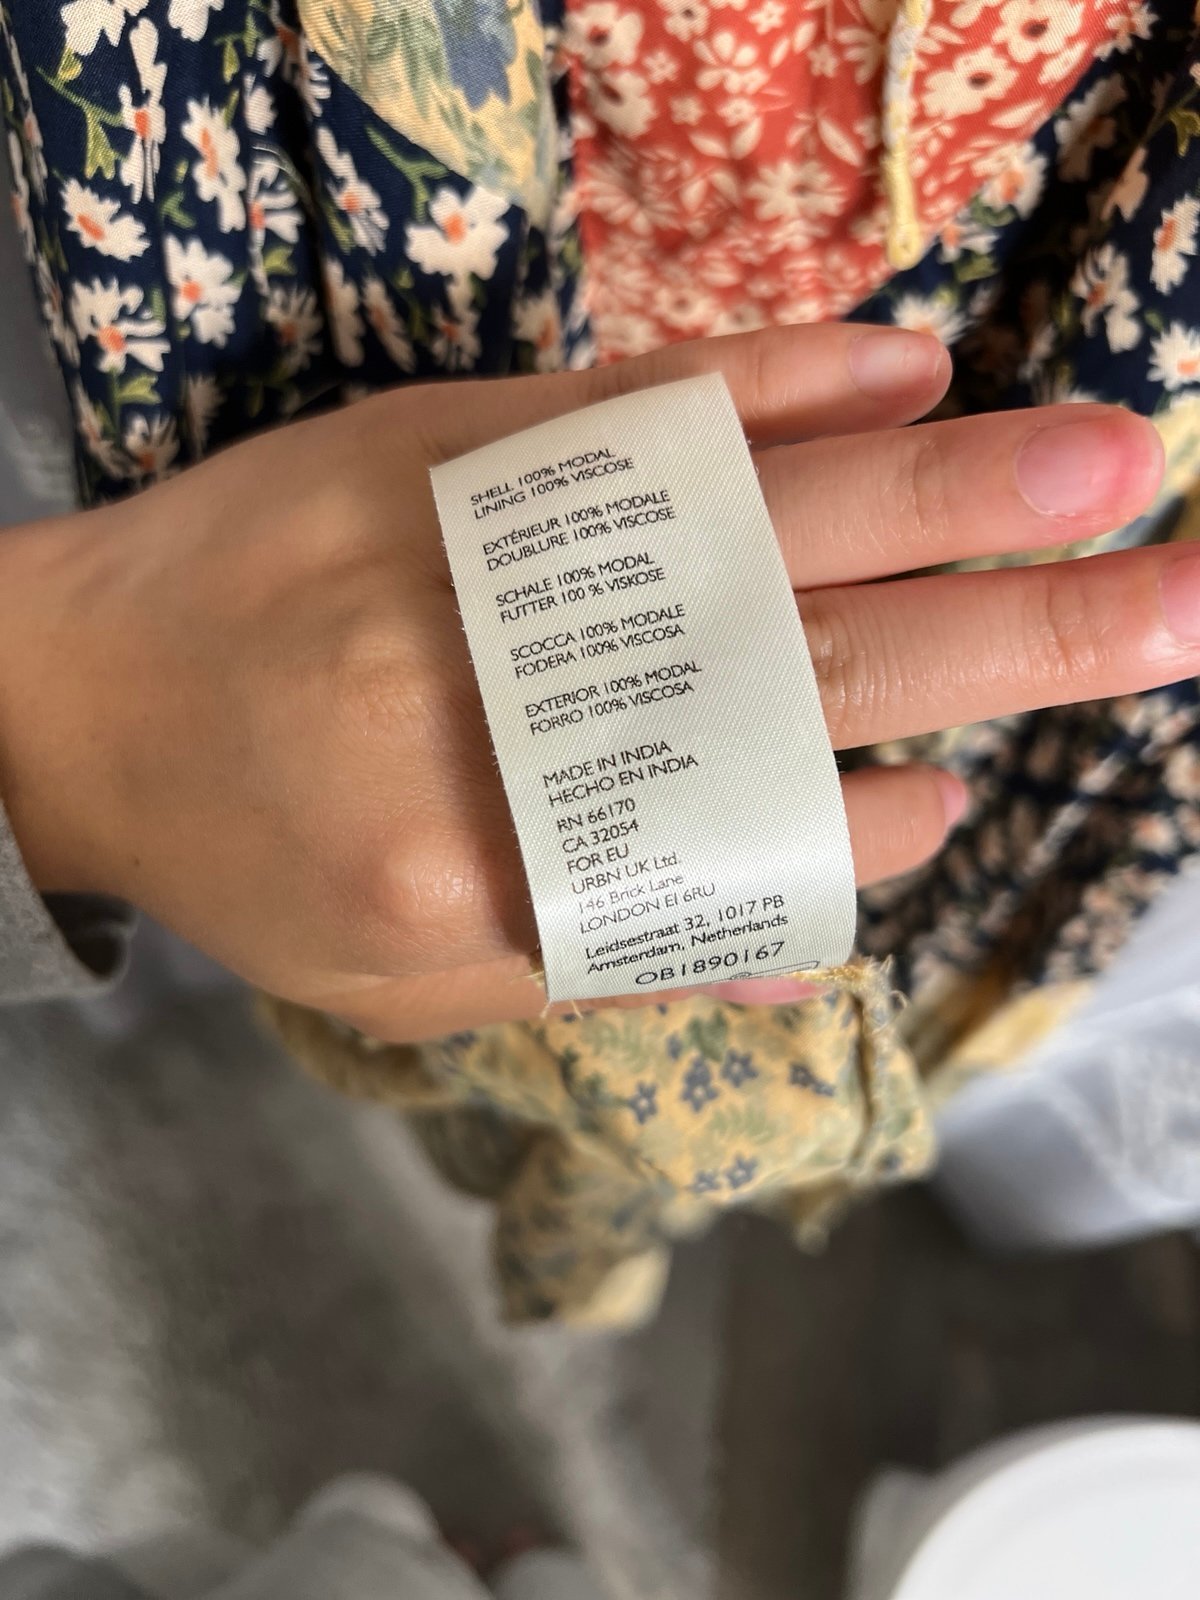 SHELL 100% MODAL
LINING 100% VISCOSE
EXTÉRIEUR 100% MODALE
DOUBLURE 100% VISCOSE
SCHALE 100% MODAL
FUTTER 100 % VISKOSE
SCOCCA 100% MODALE
FODERA 100% VISCOSA
EXTERIOR 100% MODAL
FORRO 100% VISCOSA
MADE IN INDIA
HECHO EN INDIA
RN 66170
CA 32054
FOR EU
URBN UK Ltd.
146 Brick Lane
LONDON E1 6RU
Leidsestraat 32, 1017 PB
Amsterdam, Netherlands
OB1890167